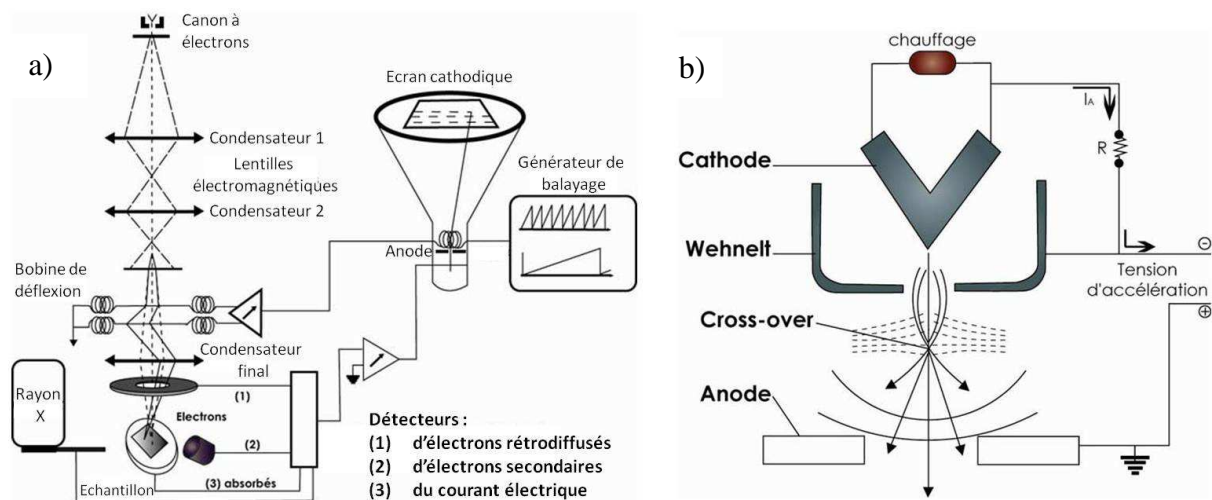 a)
Canon à
électrons
Condensateur 1
Lentilles
électromagnétiques
Condensateur 2
Bobine de
déflexion
Condensateur
final
Rayon
X
Electrons
(1)
(2)
(3) absorbés
Echantillon
Ecran cathodique
Anode
Générateur de
balayage
Détecteurs :
(1) d'électrons rétrodiffusés
(2) d'électrons secondaires
(3) du courant électrique
b)
chauffage
I_A
R
Cathode
Wehnelt
Tension
d'accélération
Cross-over
Anode